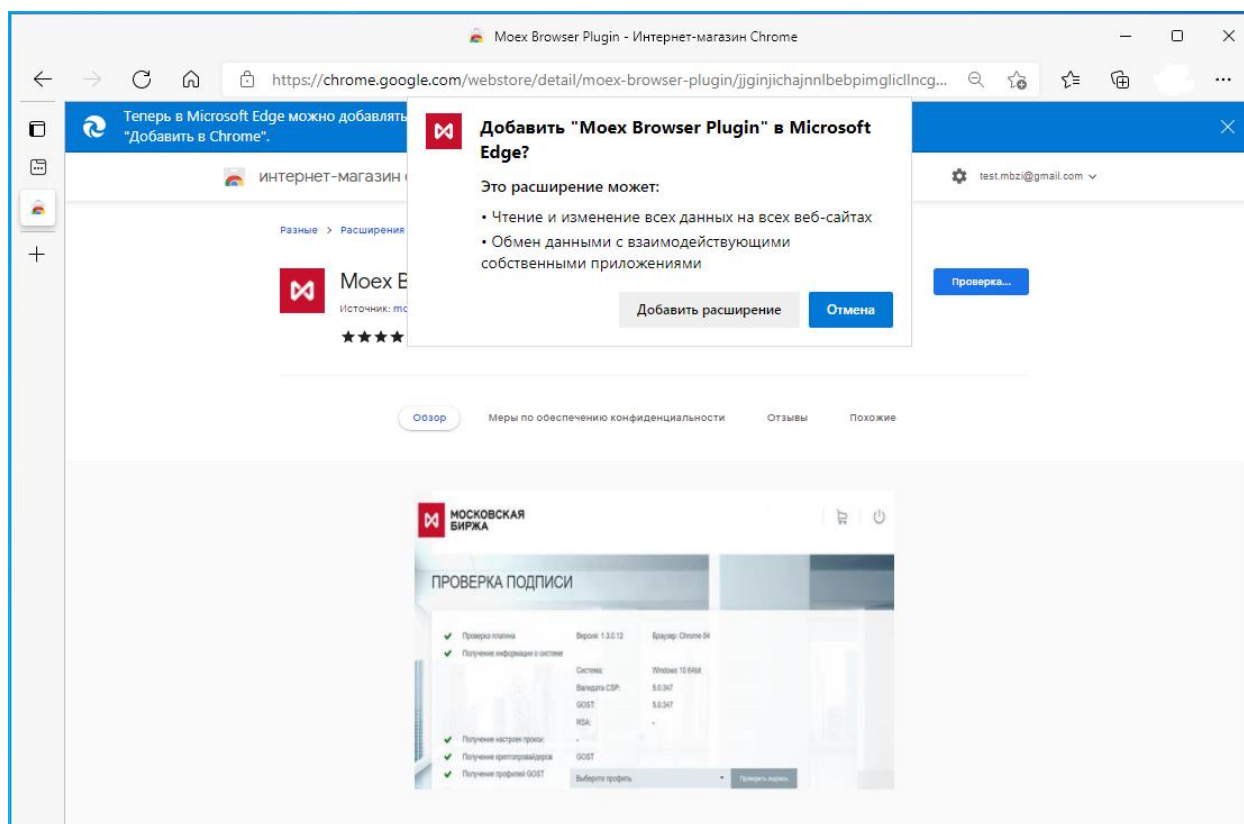 Moex Browser Plugin - Интернет-магазин Chrome
https://chrome.google.com/webstore/detail/moex-browser-plugin/jjginjichajnnlbebpimgliclIncg...
Теперь в Microsoft Edge можно добавлять
"Добавить в Chrome".
Добавить "Moex Browser Plugin" в Microsoft
Edge?
Это расширение может:
• Чтение и изменение всех данных на всех веб-сайтах
• Обмен данными с взаимодействующими
собственными приложениями
Добавить расширение Отмена
интернет-магазин
test.mbzi@gmail.com
Разные > Расширения
Moex B
Проверка...
Источник: mo
Обзор Меры по обеспечению конфиденциальности Отзывы Похожие
МОСКОВСКАЯ
БИРЖА
ПРОВЕРКА ПОДПИСИ
Проверка плагина Версия: 1.3.0.12 Браузер: Chrome 84
Получение информации о системе
Система: Windows 10 64bit
Валидата CSP: 5.0.347
GOST: 5.0.347
RSA: -
Получение настроек прокси: -
Получение криптопровайдеров GOST
Получение профилей GOST Выберите профиль Проверить подпись